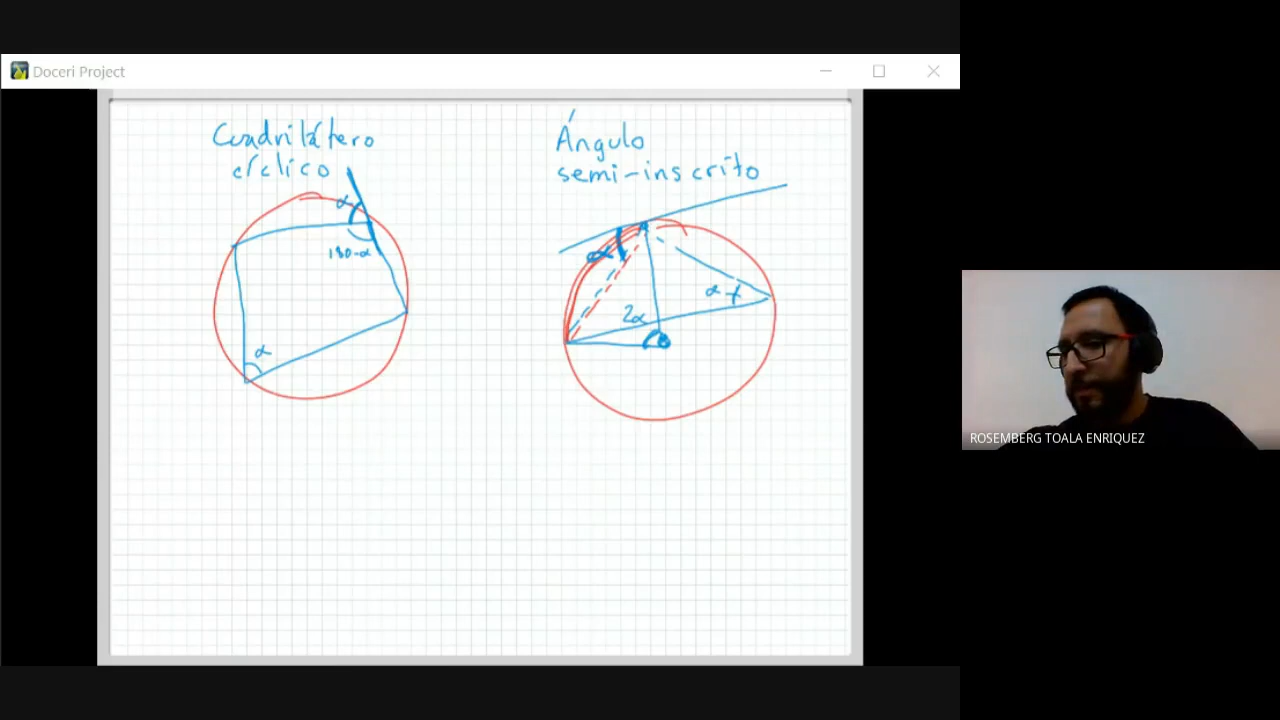 Doceri Project
Cuadrilátero
cíclico
Ángulo
semi-inscrito
α
180-α
α
α
2α
α
ROSEMBERG TOALA ENRIQUEZ